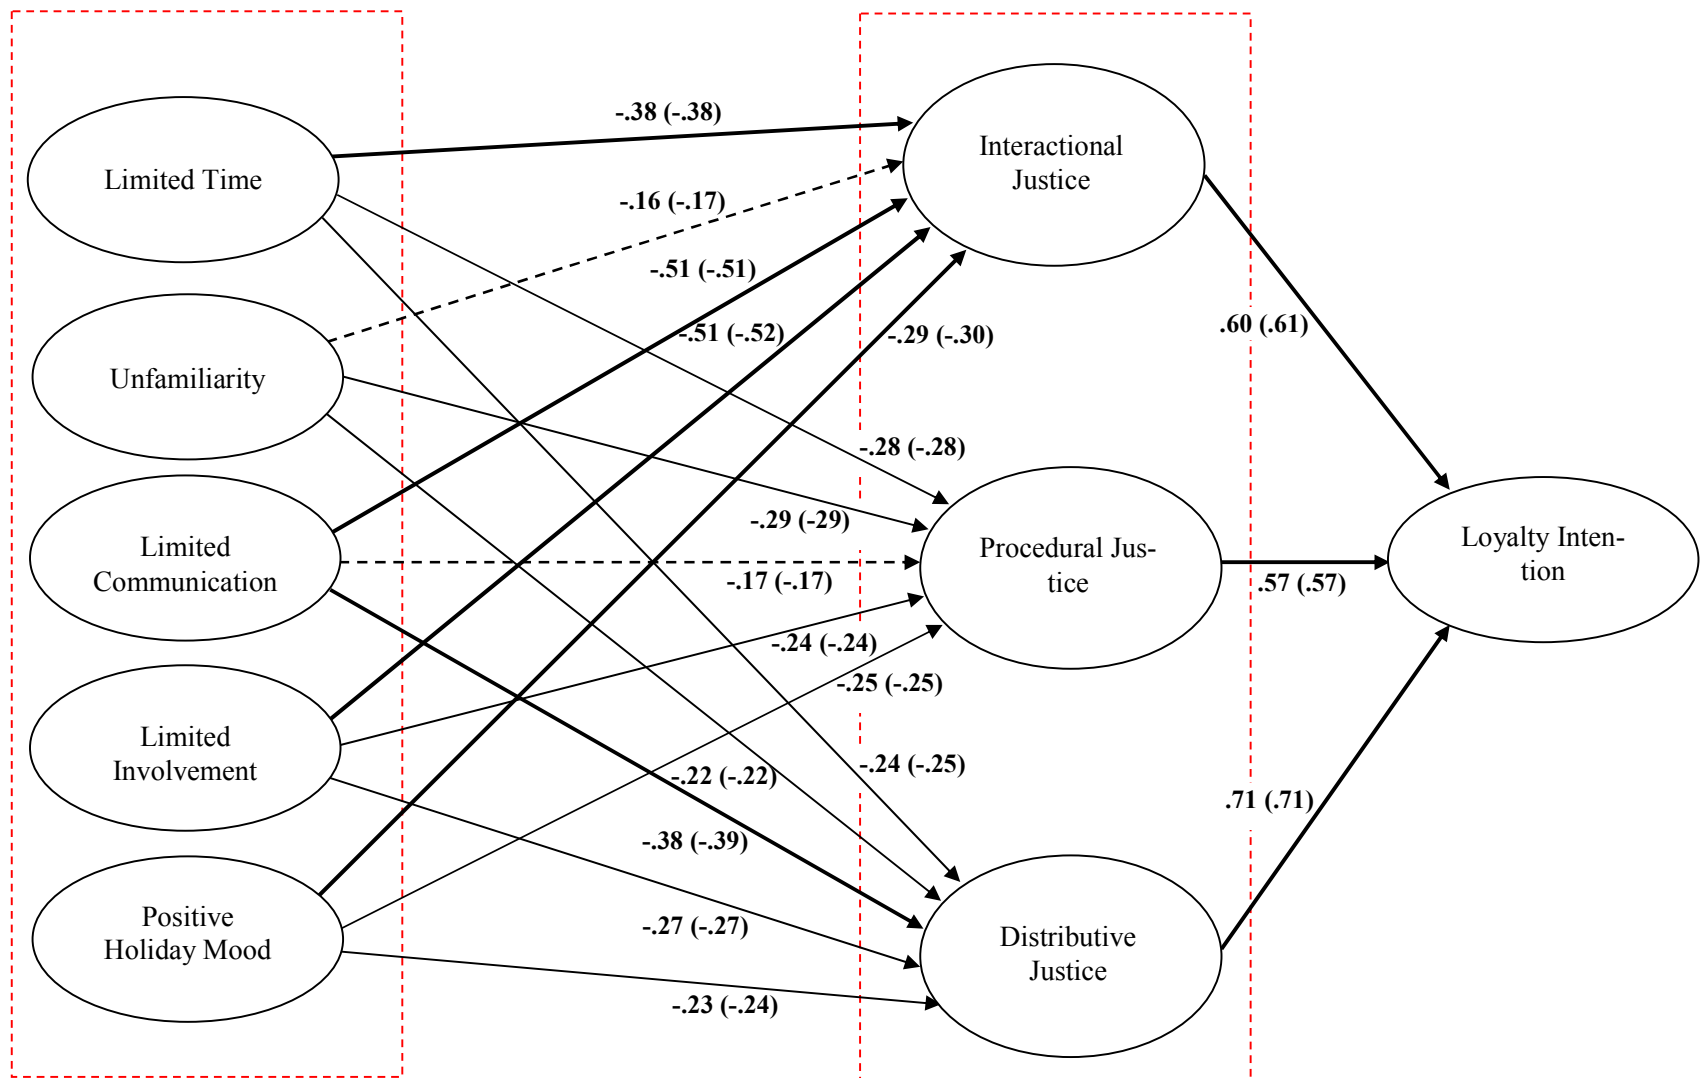 -.38 (-.38)
Interactional
Justice
Limited Time
-.16 (-.17)
-.51 (-.51)
-.51 (-.52)
-.29 (-.30)
.60 (.61)
Unfamiliarity
-.28 (-.28)
-.29 (-29)
Limited
Communication
Procedural Jus-
tice
Loyalty Inten-
tion
-.17 (-.17)
.57 (.57)
-.24 (-.24)
-.25 (-.25)
Limited
Involvement
-.22 (-.22)
-.24 (-.25)
.71 (.71)
-.38 (-.39)
Positive
Holiday Mood
-.27 (-.27)
Distributive
Justice
-.23 (-.24)